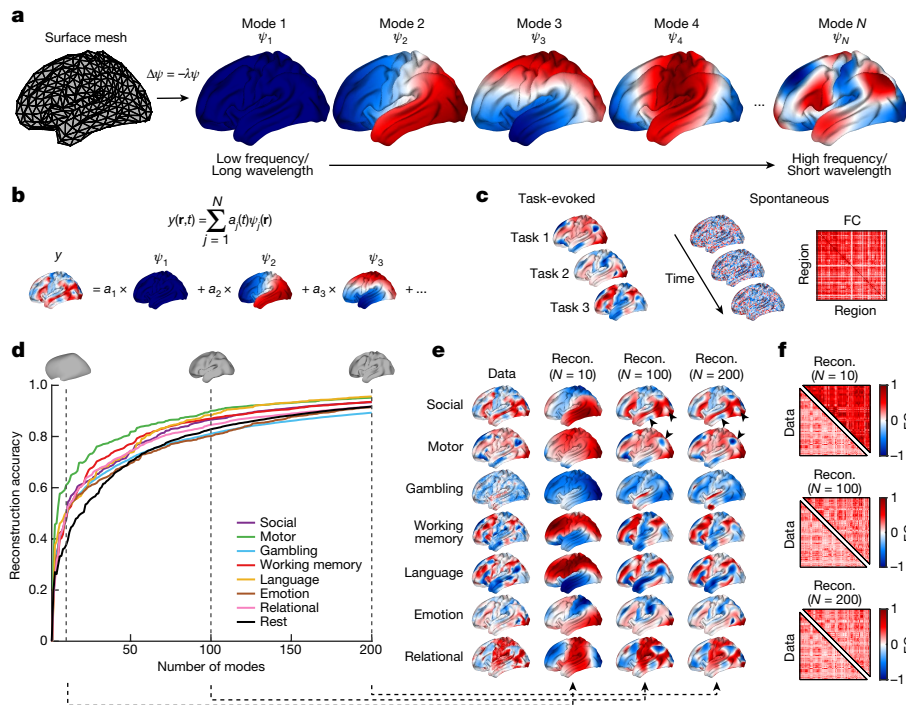 a
Surface mesh
Δψ = −λψ
Mode 1
ψ1
Mode 2
ψ2
Mode 3
ψ3
Mode 4
ψ4
...
Mode N
ψN
Low frequency/
Long wavelength
High frequency/
Short wavelength
b
y(r,t) = N∑j = 1 aj(t)ψj(r)
y
ψ1
ψ2
ψ3
= a1 ×
+ a2 ×
+ a3 ×
+ ...
c
Task-evoked
Task 1
Task 2
Task 3
Spontaneous
Time
FC
Region
Region
d
Reconstruction accuracy
1.0
0.8
0.6
0.4
0.2
0
50
100
150
200
Number of modes
Social
Motor
Gambling
Working memory
Language
Emotion
Relational
Rest
e
Data
Recon.
(N = 10)
Recon.
(N = 100)
Recon.
(N = 200)
Social
Motor
Gambling
Working
memory
Language
Emotion
Relational
f
Recon.
(N = 10)
Data
1
0
−1
Recon.
(N = 100)
Data
1
0
−1
Recon.
(N = 200)
Data
1
0
−1